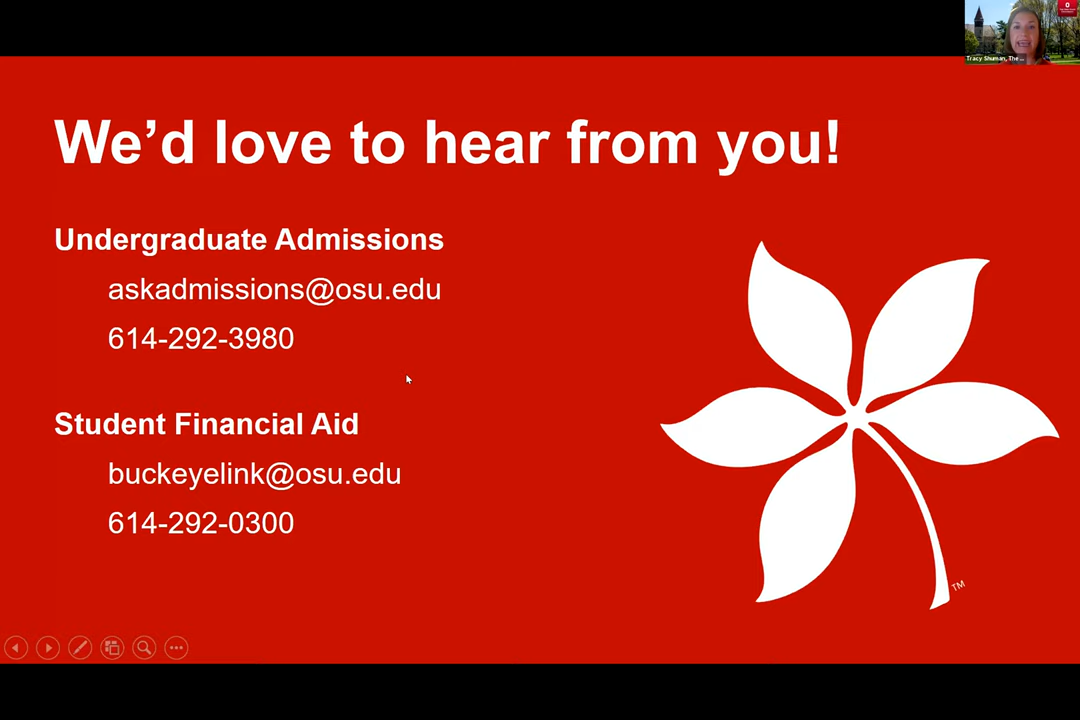 Tracy Shuman, The ...
We’d love to hear from you!
Undergraduate Admissions
askadmissions@osu.edu
614-292-3980
Student Financial Aid
buckeyelink@osu.edu
614-292-0300
TM